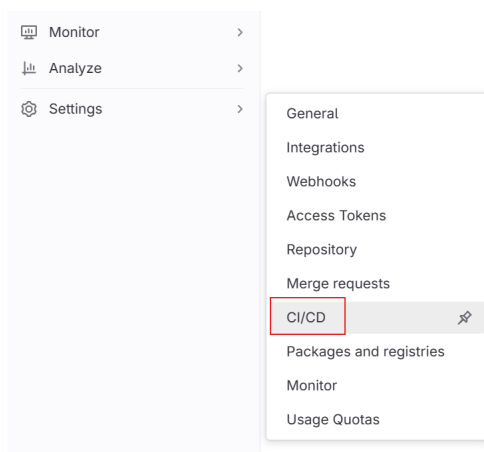 Monitor
Analyze
Settings
General
Integrations
Webhooks
Access Tokens
Repository
Merge requests
CI/CD
Packages and registries
Monitor
Usage Quotas